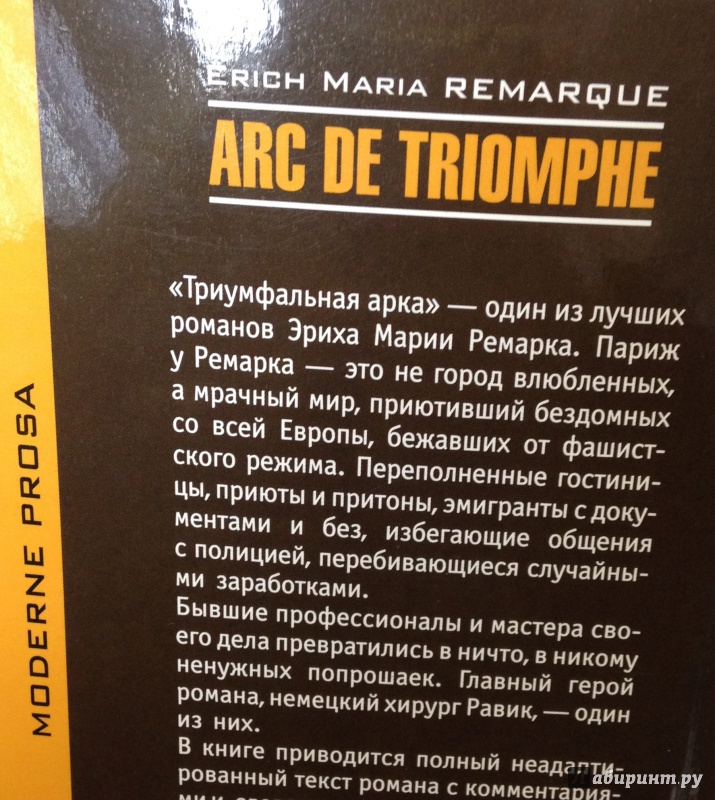 ERICH MARIA REMARQUE
ARC DE TRIOMPHE
«Триумфальная арка» — один из лучших
романов Эриха Марии Ремарка. Париж
у Ремарка — это не город влюбленных,
а мрачный мир, приютивший бездомных
со всей Европы, бежавших от фашист-
ского режима. Переполненные гостини-
цы, приюты и притоны, эмигранты с доку-
ментами и без, избегающие общения
с полицией, перебивающиеся случайны-
ми заработками.
Бывшие профессионалы и мастера сво-
его дела превратились в ничто, в никому
ненужных попрошаек. Главный герой
романа, немецкий хирург Равик, — один
из них.
В книге приводится полный неадапти-
рованный текст романа с комментария-
ми и
MODERNE PROSA
Лабиринт.ру